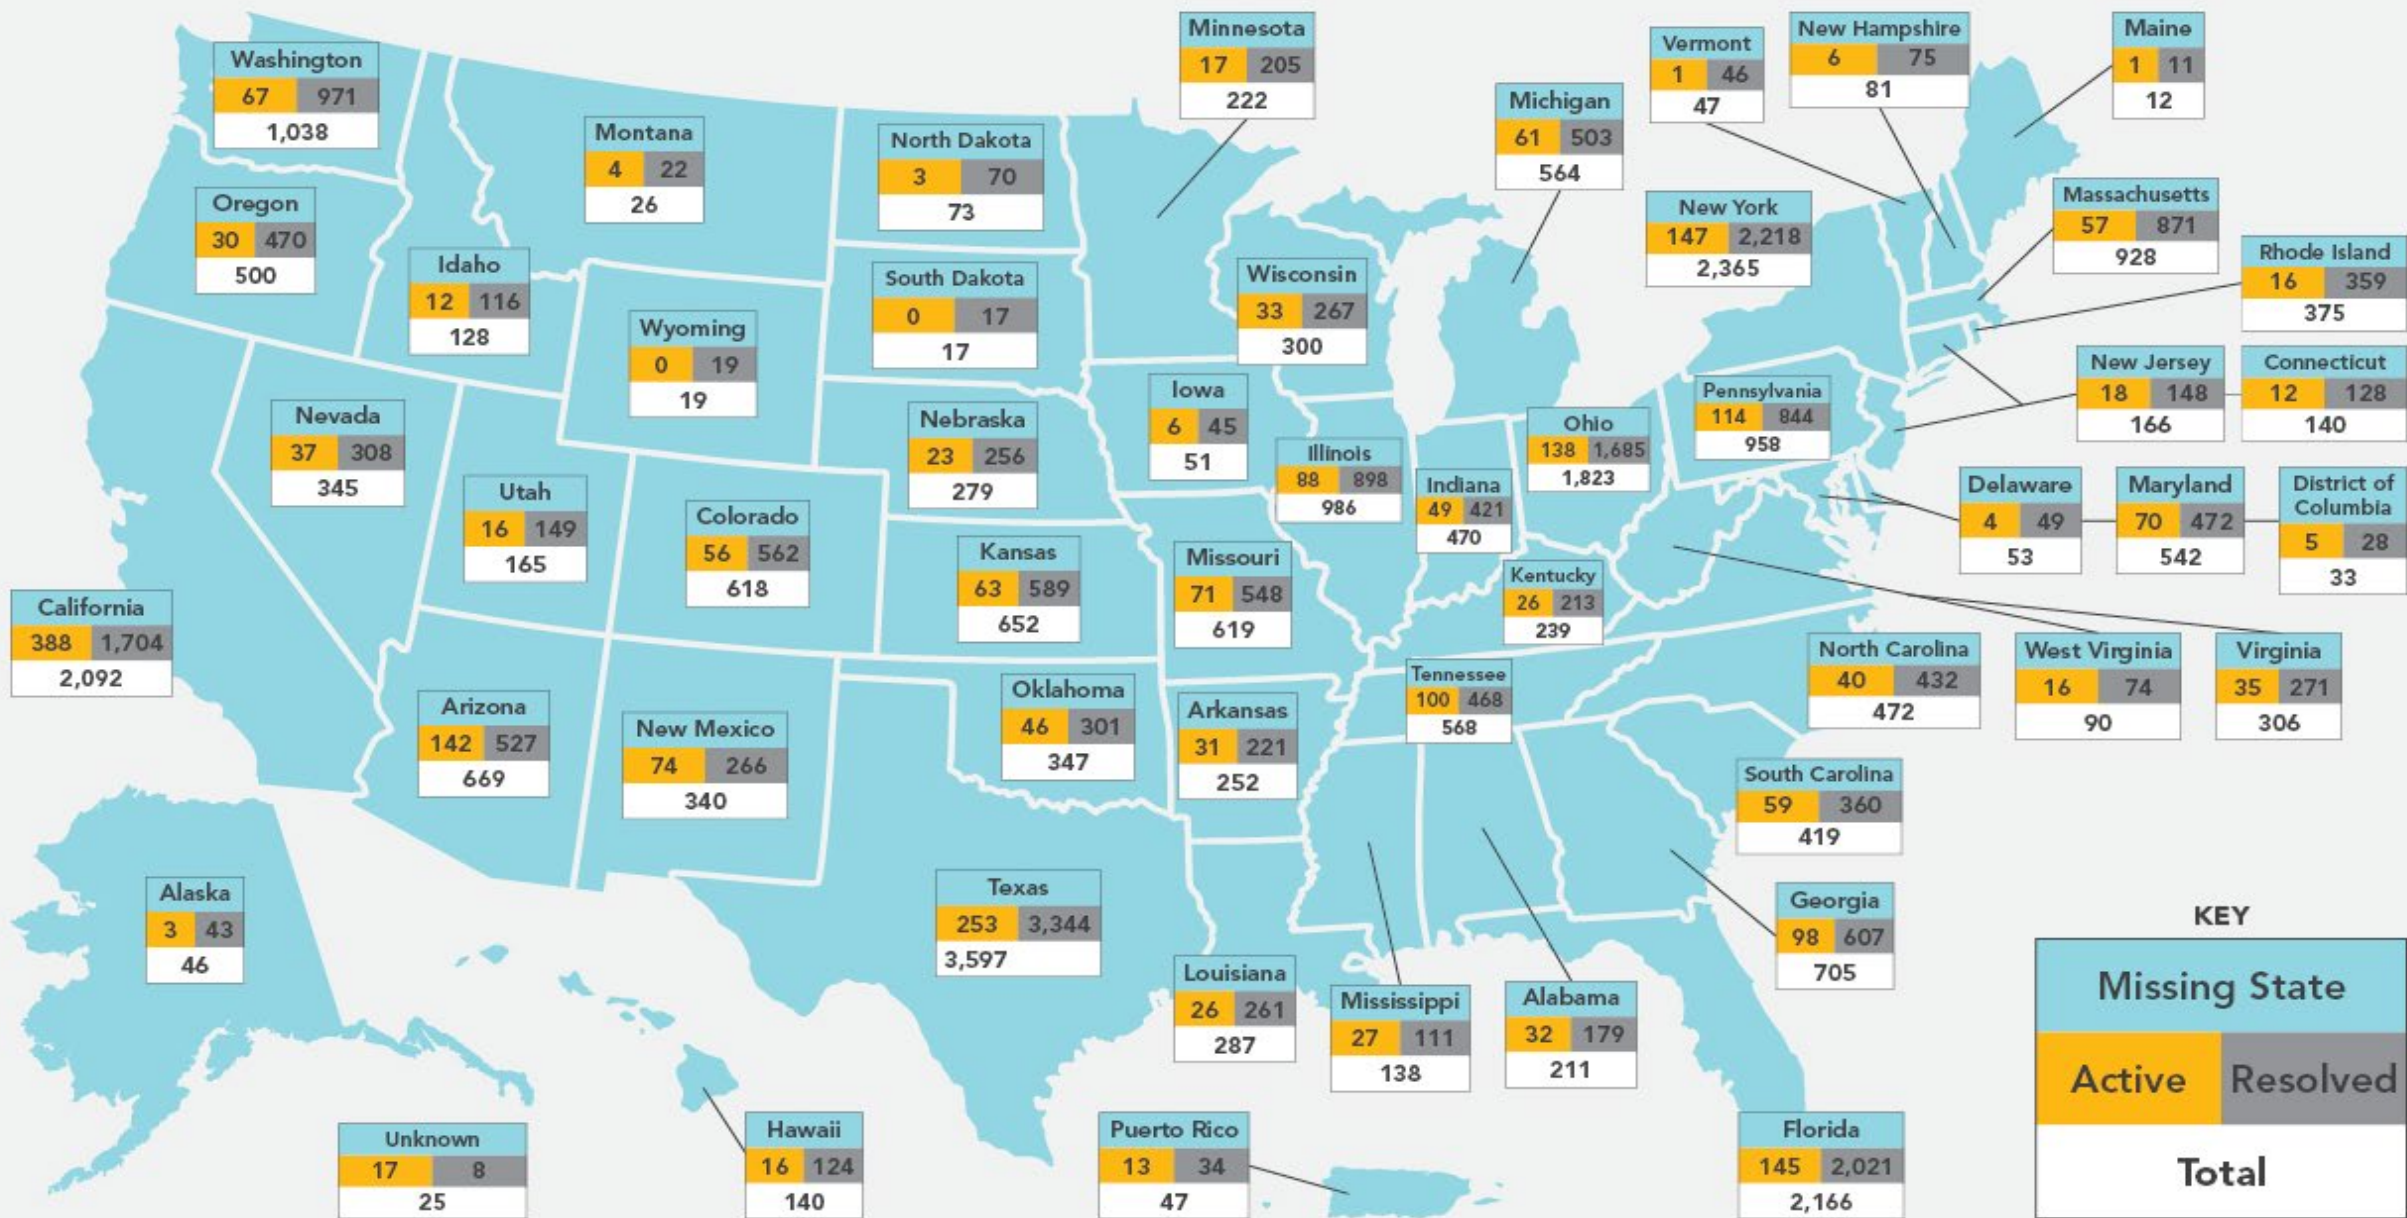 Washington
67 971
1,038
Oregon
30 470
500
Idaho
12 116
128
Montana
4 22
26
North Dakota
3 70
73
South Dakota
0 17
17
Wyoming
0 19
19
Nebraska
23 256
279
Nevada
37 308
345
Utah
16 149
165
Colorado
56 562
618
Kansas
63 589
652
California
388 1,704
2,092
Arizona
142 527
669
New Mexico
74 266
340
Oklahoma
46 301
347
Texas
253 3,344
3,597
Alaska
3 43
46
Unknown
17 8
25
Hawaii
16 124
140
Puerto Rico
13 34
47
Minnesota
17 205
222
Wisconsin
33 267
300
Michigan
61 503
564
Iowa
6 45
51
Illinois
88 898
986
Indiana
49 421
470
Ohio
138 1,685
1,823
Missouri
71 548
619
Kentucky
26 213
239
Tennessee
100 468
568
Arkansas
31 221
252
Louisiana
26 261
287
Mississippi
27 111
138
Alabama
32 179
211
Vermont
1 46
47
New Hampshire
6 75
81
Maine
1 11
12
New York
147 2,218
2,365
Massachusetts
57 871
928
Rhode Island
16 359
375
Pennsylvania
114 844
958
New Jersey
18 148
166
Connecticut
12 128
140
Delaware
4 49
53
Maryland
70 472
542
District of
Columbia
5 28
33
North Carolina
40 432
472
West Virginia
16 74
90
Virginia
35 271
306
South Carolina
59 360
419
Georgia
98 607
705
Florida
145 2,021
2,166
KEY
Missing State
Active Resolved
Total